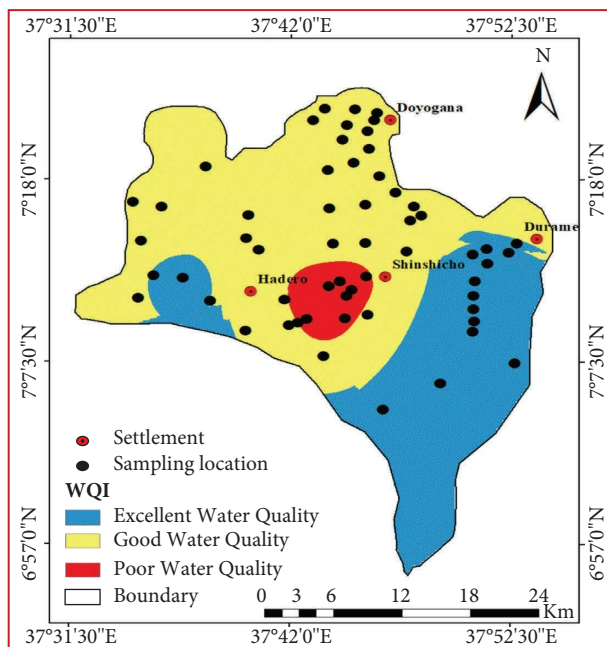 37°31'30"E 37°42'0"E 37°52'30"E
N
Doyogana
7°18'0"N 7°18'0"N
Durame
Shinshicho
Hadero
7°7'30"N 7°7'30"N
Settlement
Sampling location
WQI
Excellent Water Quality
Good Water Quality
6°57'0"N 6°57'0"N
Poor Water Quality
Boundary
0 3 6 12 18 24
Km
37°31'30"E 37°42'0"E 37°52'30"E